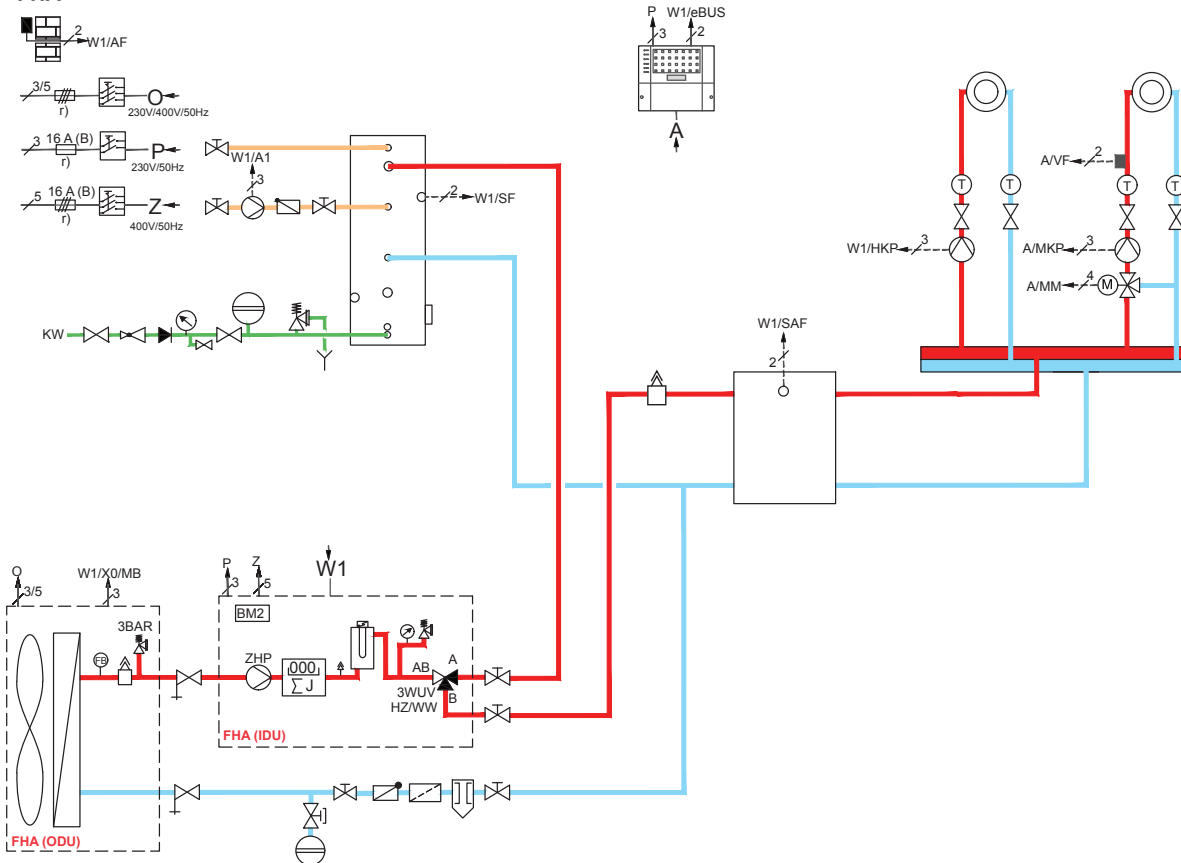 2
W1/AF
3/5
r)
O
230V/400V/50Hz
3
16 A (B)
r)
P
230V/50Hz
5
16 A (B)
r)
Z
400V/50Hz
P
3
W1/eBUS
2
A
W1/A1
3
2
W1/SF
KW
A/VF
2
T
T
T
T
W1/HKP
3
A/MKP
3
A/MM
4
M
W1/SAF
2
O
3/5
W1/X0/MB
3
3BAR
FB
FHA (ODU)
P
3
Z
5
W1
BM2
ZHP
000
∑ J
AB
A
B
3WUV
HZ/WW
FHA (IDU)